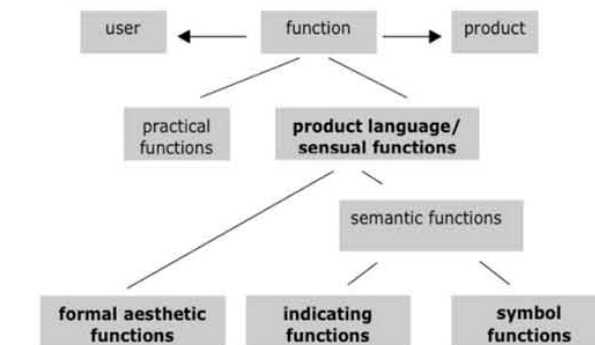 user
function
product
practical
functions
product language/
sensual functions
semantic functions
formal aesthetic
functions
indicating
functions
symbol
functions